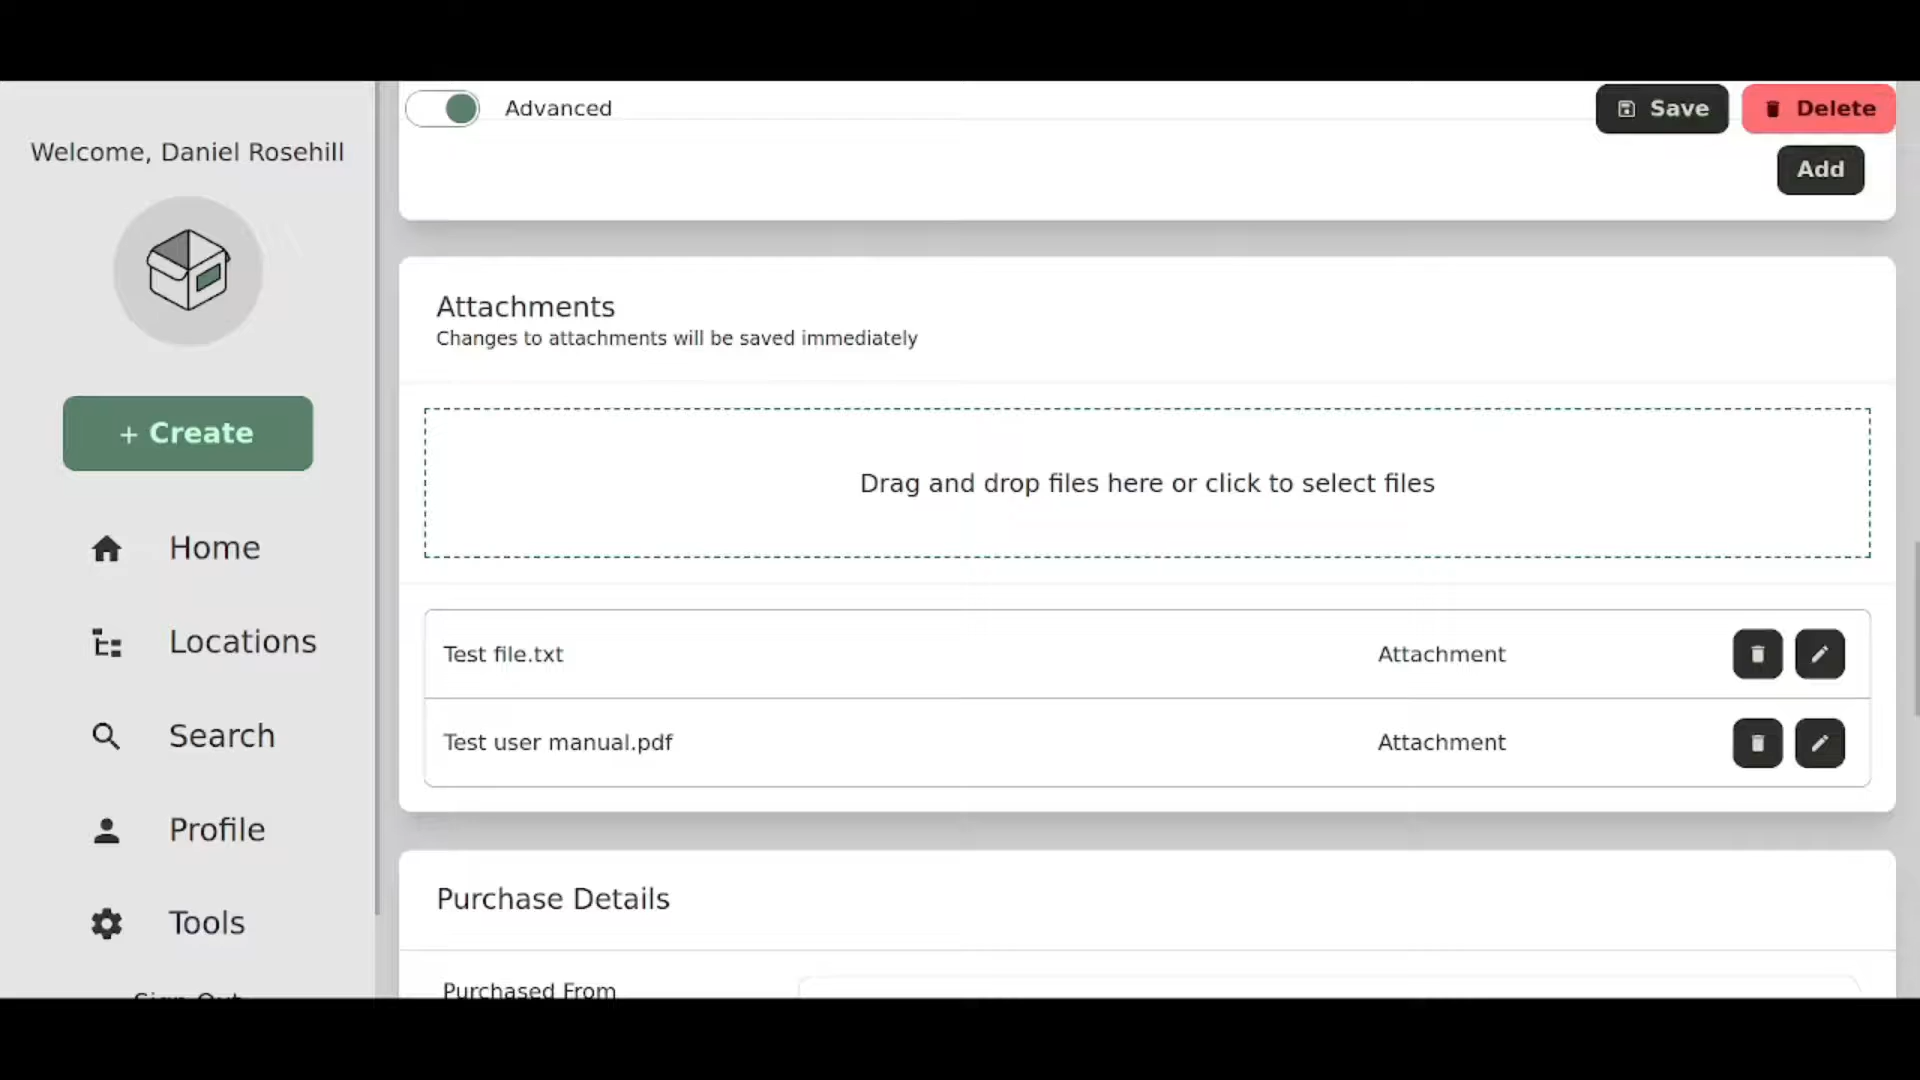 Welcome, Daniel Rosehill
+ Create
Home
Locations
Search
Profile
Tools
Sign Out
Advanced
Save
Delete
Add
Attachments
Changes to attachments will be saved immediately
Drag and drop files here or click to select files
Test file.txt Attachment
Test user manual.pdf Attachment
Purchase Details
Purchased From